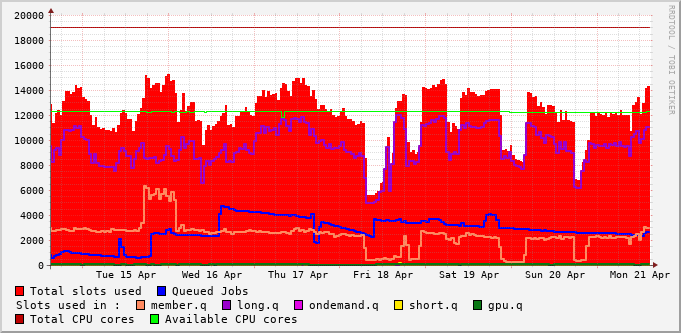 20000
18000
16000
14000
12000
10000
8000
6000
4000
2000
0
Tue 15 Apr Wed 16 Apr Thu 17 Apr Fri 18 Apr Sat 19 Apr Sun 20 Apr Mon 21 Apr
Total slots used Queued Jobs
Slots used in : member.q long.q ondemand.q short.q gpu.q
Total CPU cores Available CPU cores
RRDTOOL / TOBI OETIKER